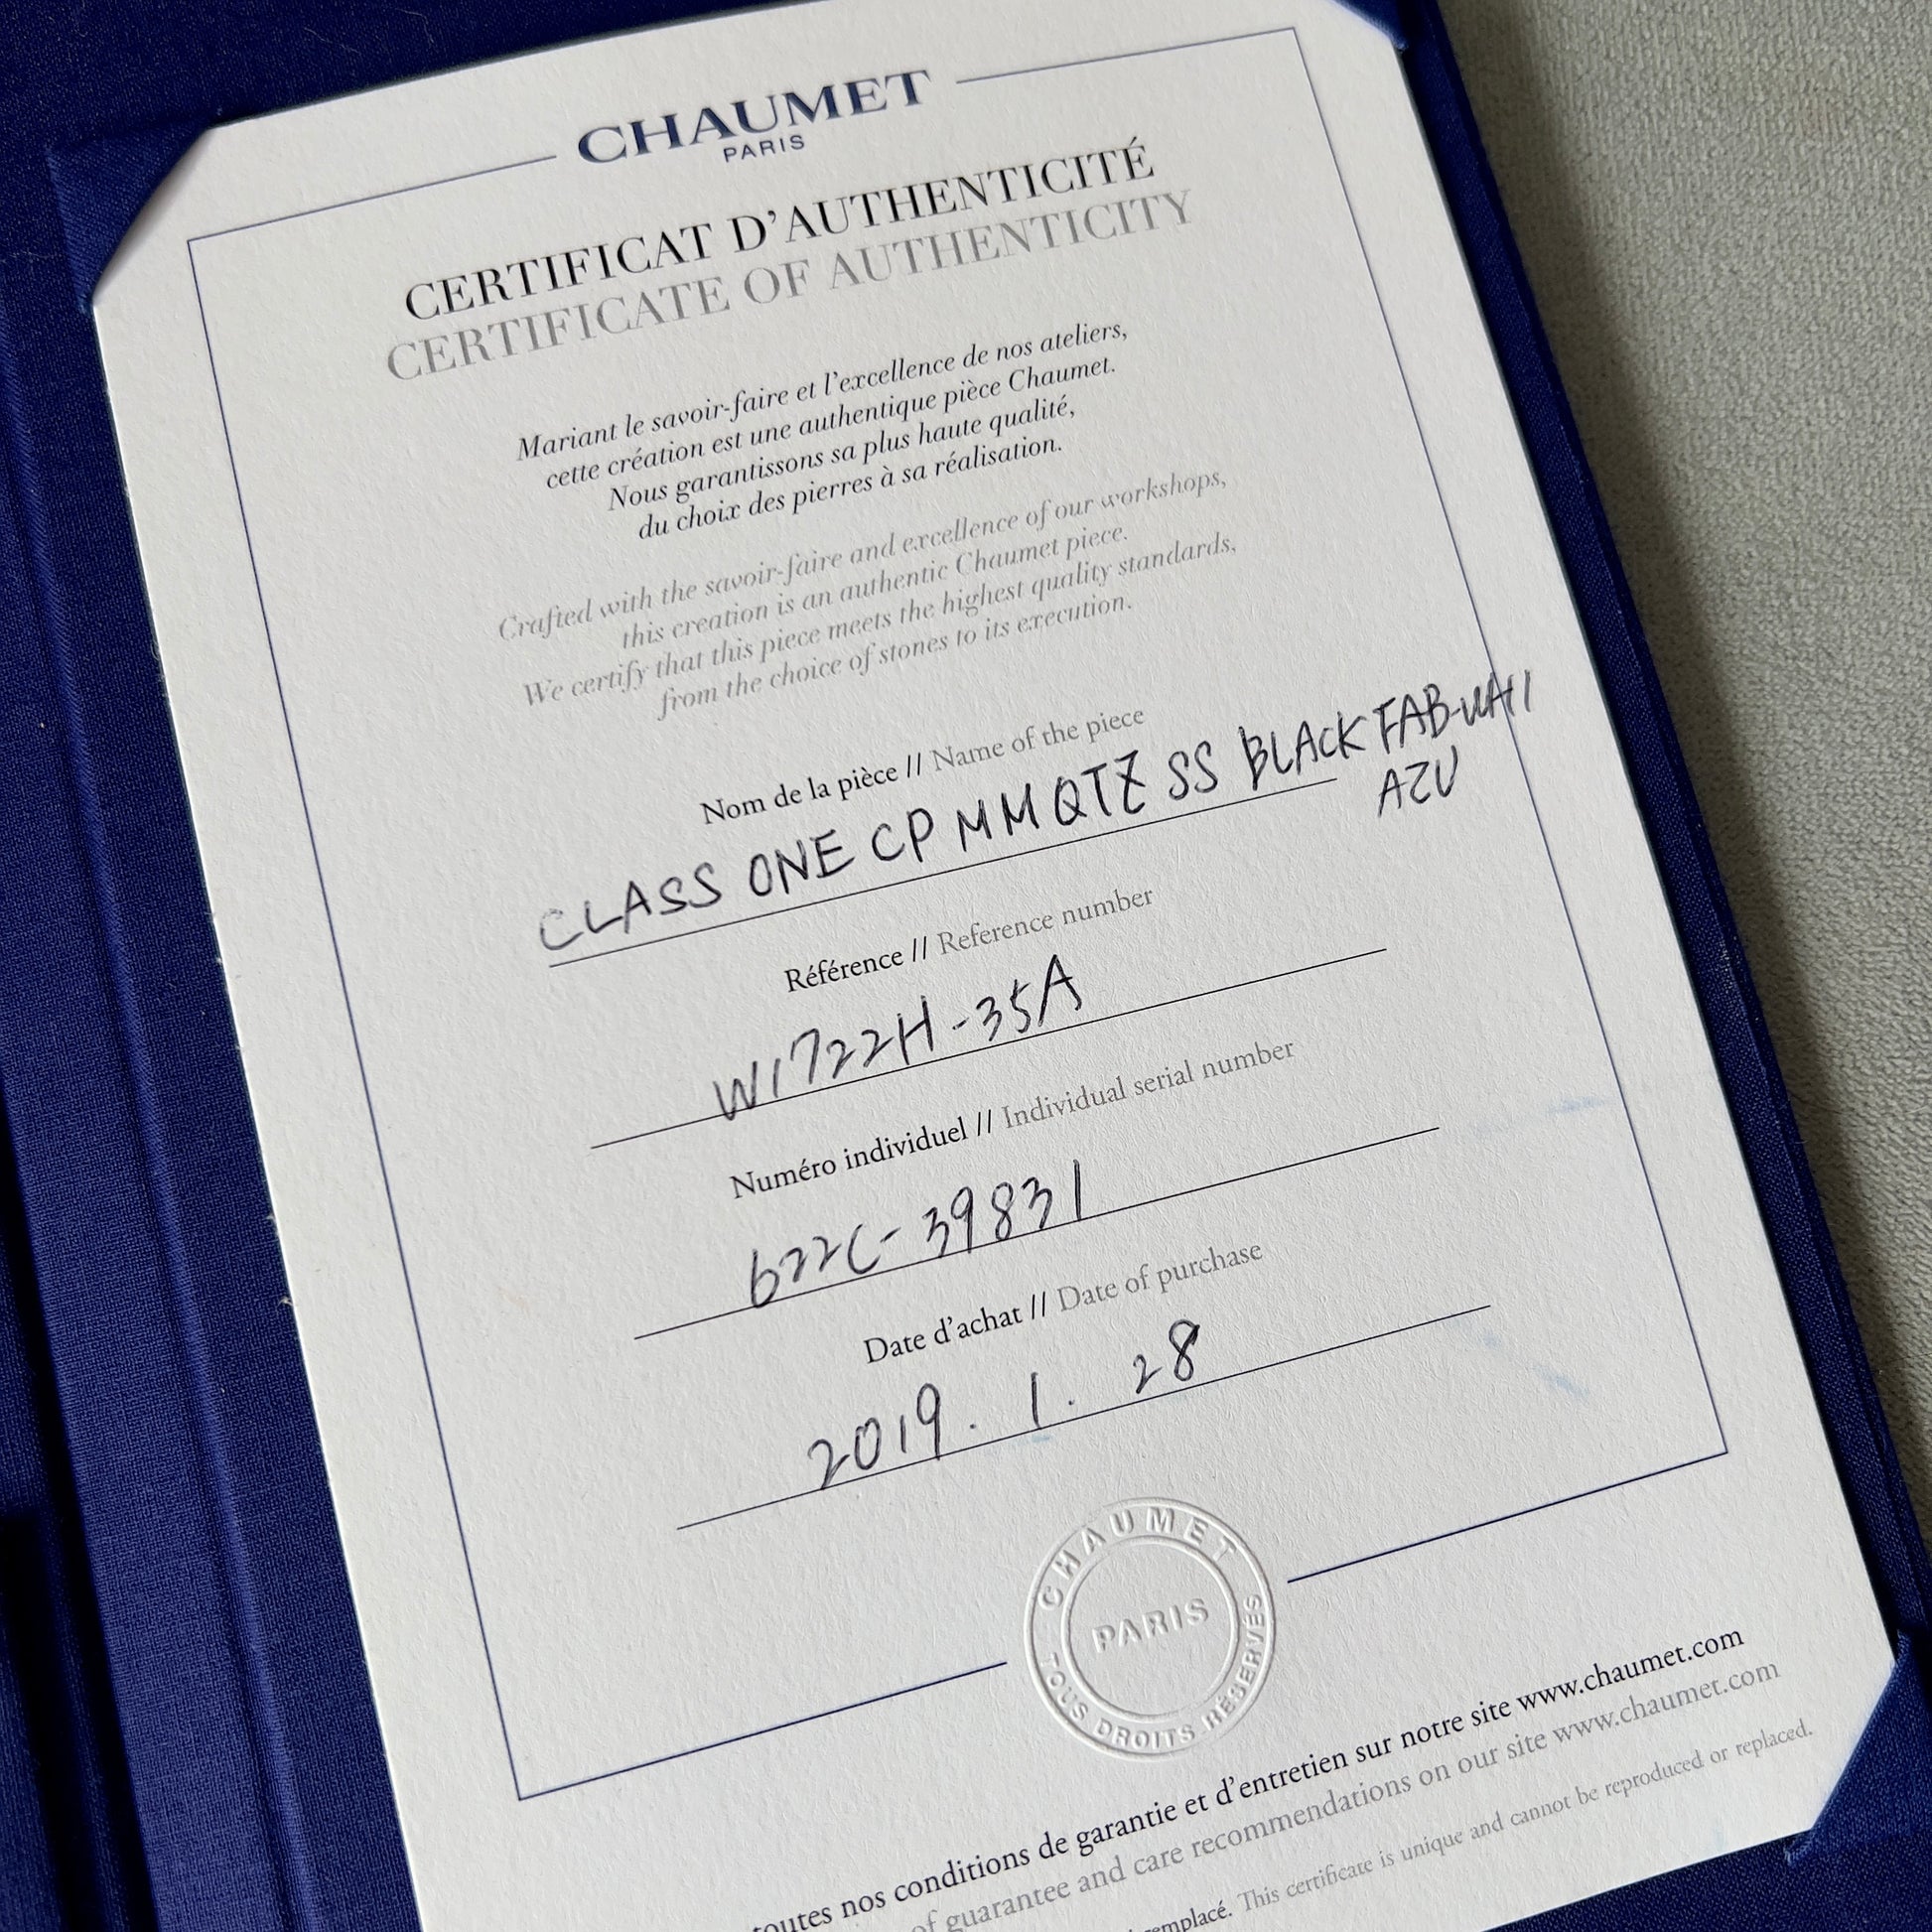 CHAUMET
PARIS
CERTIFICAT D'AUTHENTICITÉ
CERTIFICATE OF AUTHENTICITY
Mariant le savoir-faire et l'excellence de nos ateliers,
cette création est une authentique pièce Chaumet.
Nous garantissons sa plus haute qualité,
du choix des pierres à sa réalisation.
Crafted with the savoir-faire and excellence of our workshops,
this creation is an authentic Chaumet piece.
We certify that this piece meets the highest quality standards,
from the choice of stones to its execution.
Nom de la pièce // Name of the piece
CLASS ONE CP MM QTZ SS BLACK
AZU
Référence // Reference number
W1722H-35A
Numéro individuel // Individual serial number
622C-39831
Date d'achat // Date of purchase
2019. 1. 28
CHAUMET
PARIS
TOUS DROITS RÉSERVÉS
toutes nos conditions de garantie et d'entretien sur notre site www.chaumet.com
of guarantee and care recommendations on our site www.chaumet.com
remplacé. This certificate is unique and cannot be reproduced or replaced.